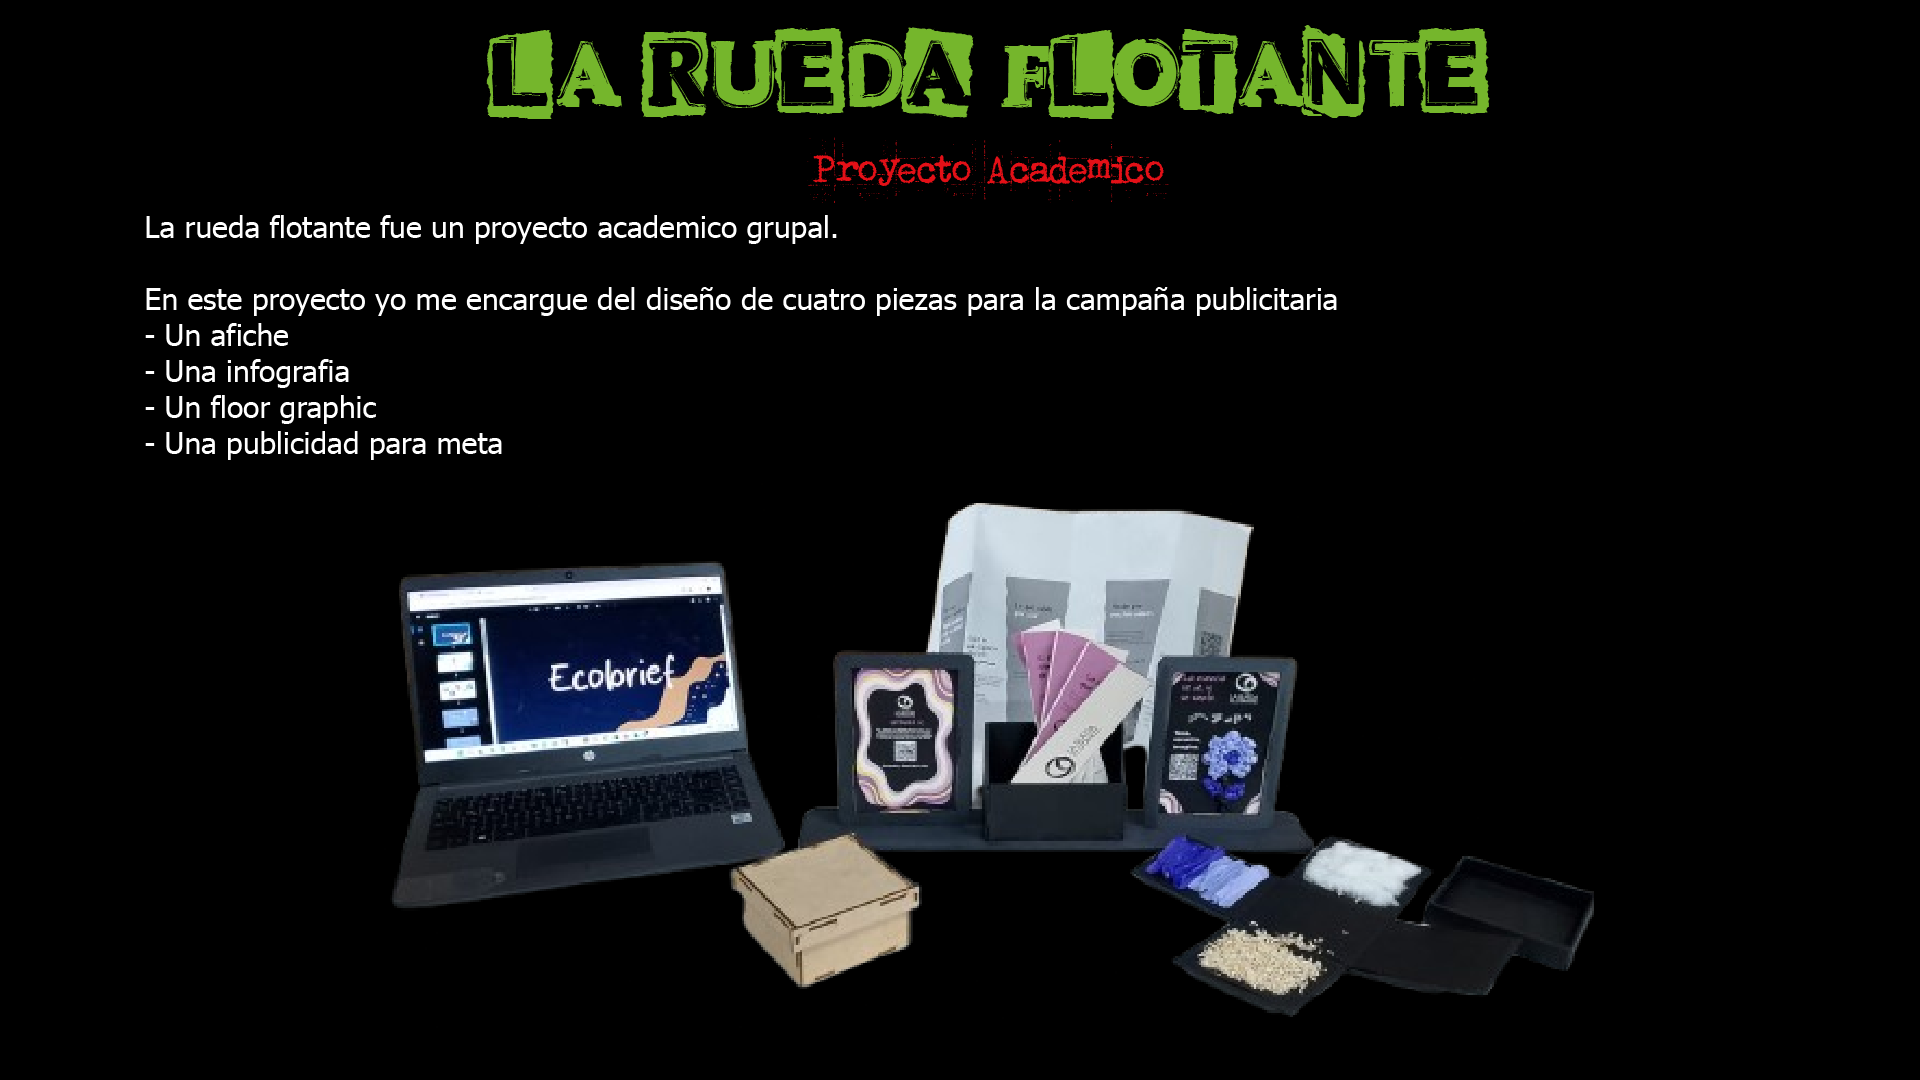 LA RUEDA FLOTANTE
Proyecto Academico
La rueda flotante fue un proyecto academico grupal.
En este proyecto yo me encargue del diseño de cuatro piezas para la campaña publicitaria
- Un afiche
- Una infografia
- Un floor graphic
- Una publicidad para meta
Ecobrief
hp